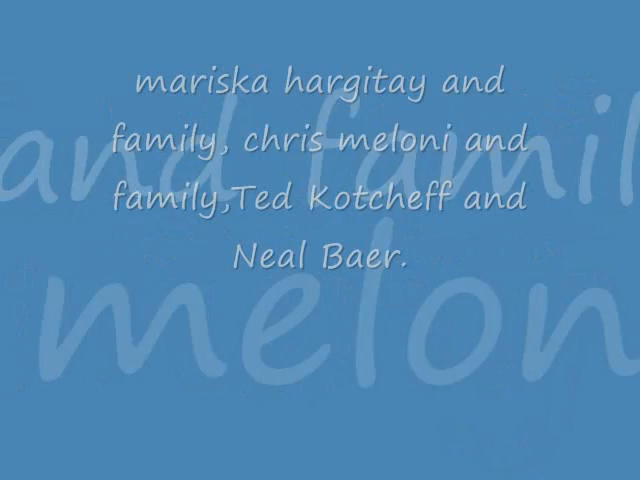 mariska hargitay and
family, chris meloni and
family,Ted Kotcheff and
Neal Baer.
and famil
melon